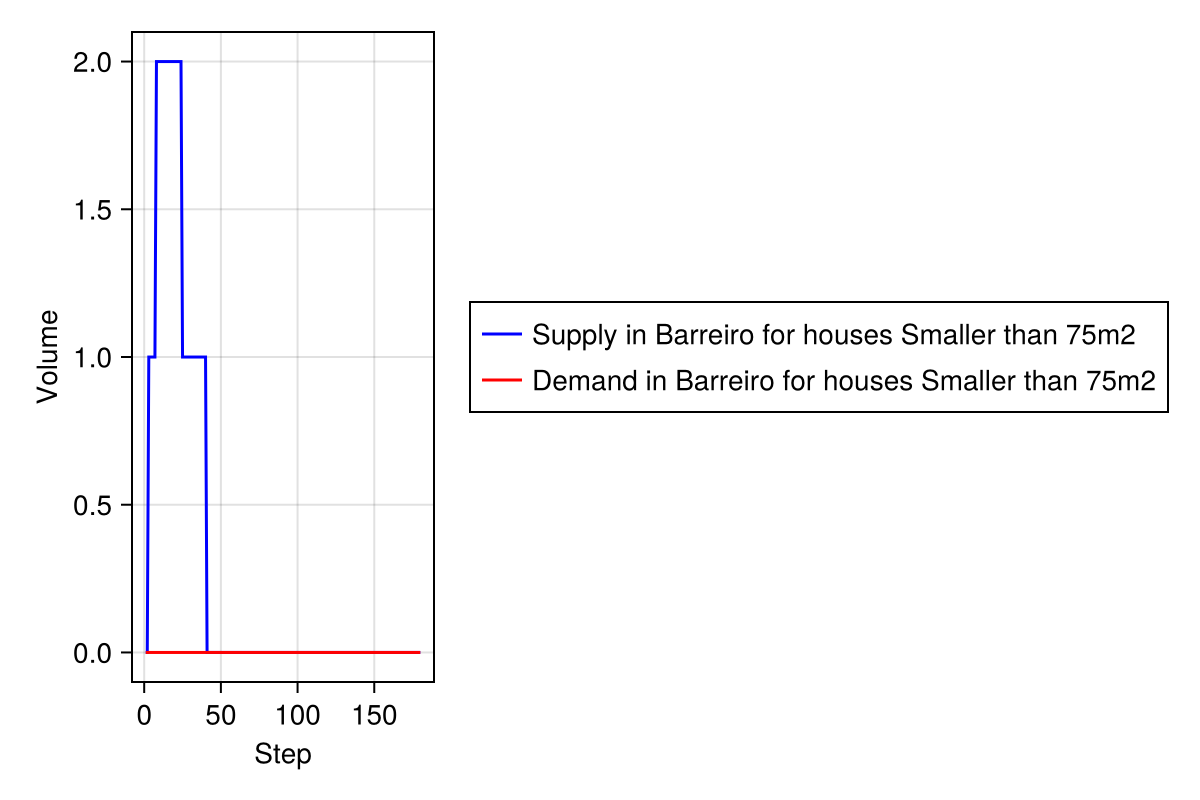 2.0
1.5
1.0
0.5
0.0
Volume
0 50 100 150
Step
Supply in Barreiro for houses Smaller than 75m2
Demand in Barreiro for houses Smaller than 75m2